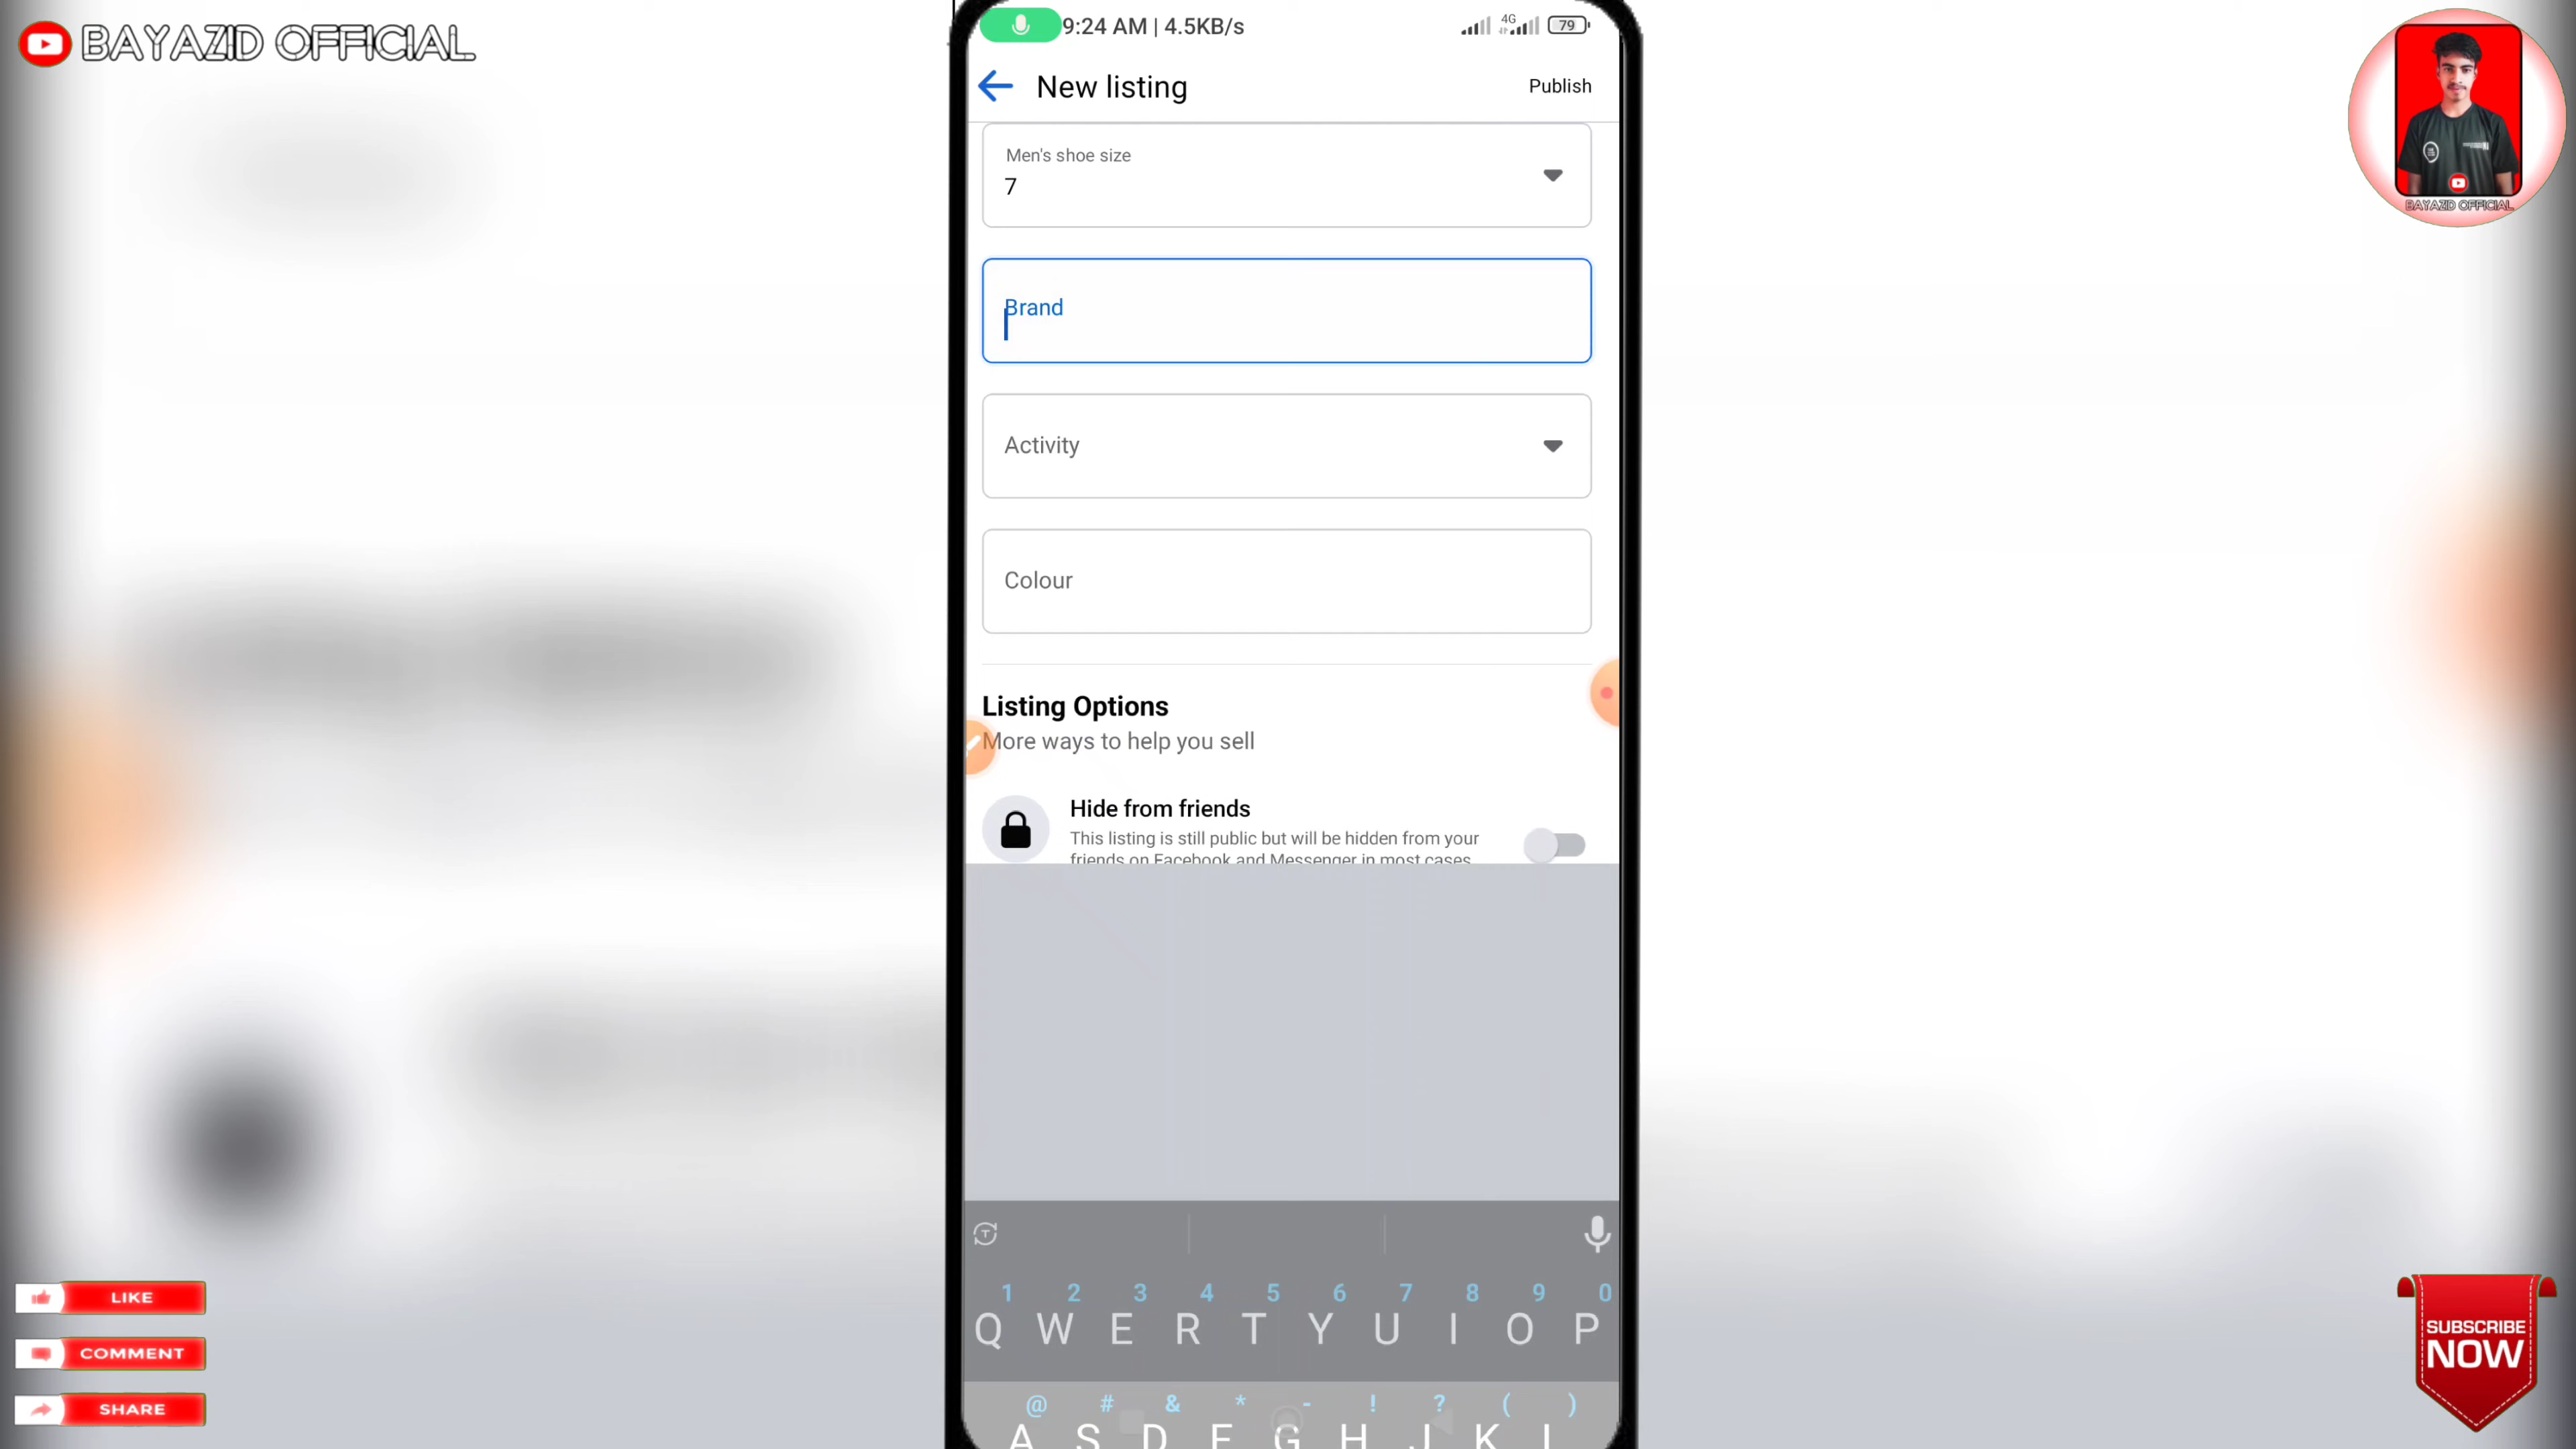 BAYAZID OFFICIAL
9:24 AM | 4.5KB/s
4G
79
New listing
Publish
Men's shoe size
7
Brand
Activity
Colour
Listing Options
More ways to help you sell
Hide from friends
This listing is still public but will be hidden from your
friends on Facebook and Messenger in most cases
1 2 3 4 5 6 7 8 9 0
Q W E R T Y U I O P
@ # & * - ! ? ( )
A S D F G H J K L
BAYAZID OFFICIAL
LIKE
COMMENT
SHARE
SUBSCRIBE
NOW